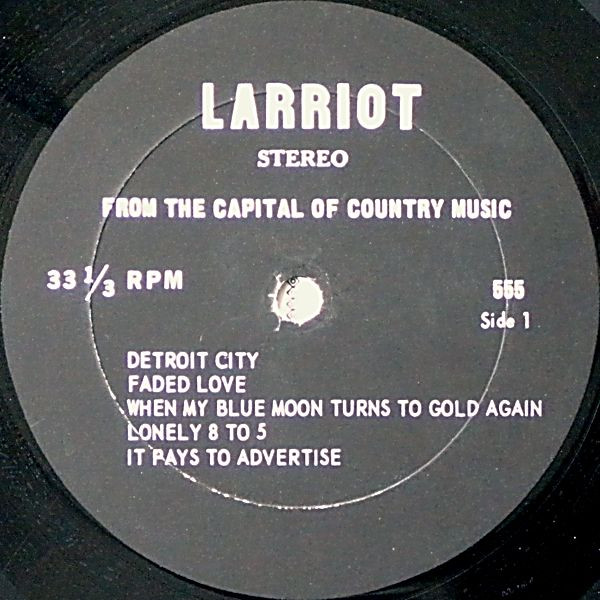 LARRIOT
STEREO
FROM THE CAPITAL OF COUNTRY MUSIC
33 1/3 RPM
555
Side 1
DETROIT CITY
FADED LOVE
WHEN MY BLUE MOON TURNS TO GOLD AGAIN
LONELY 8 TO 5
IT PAYS TO ADVERTISE